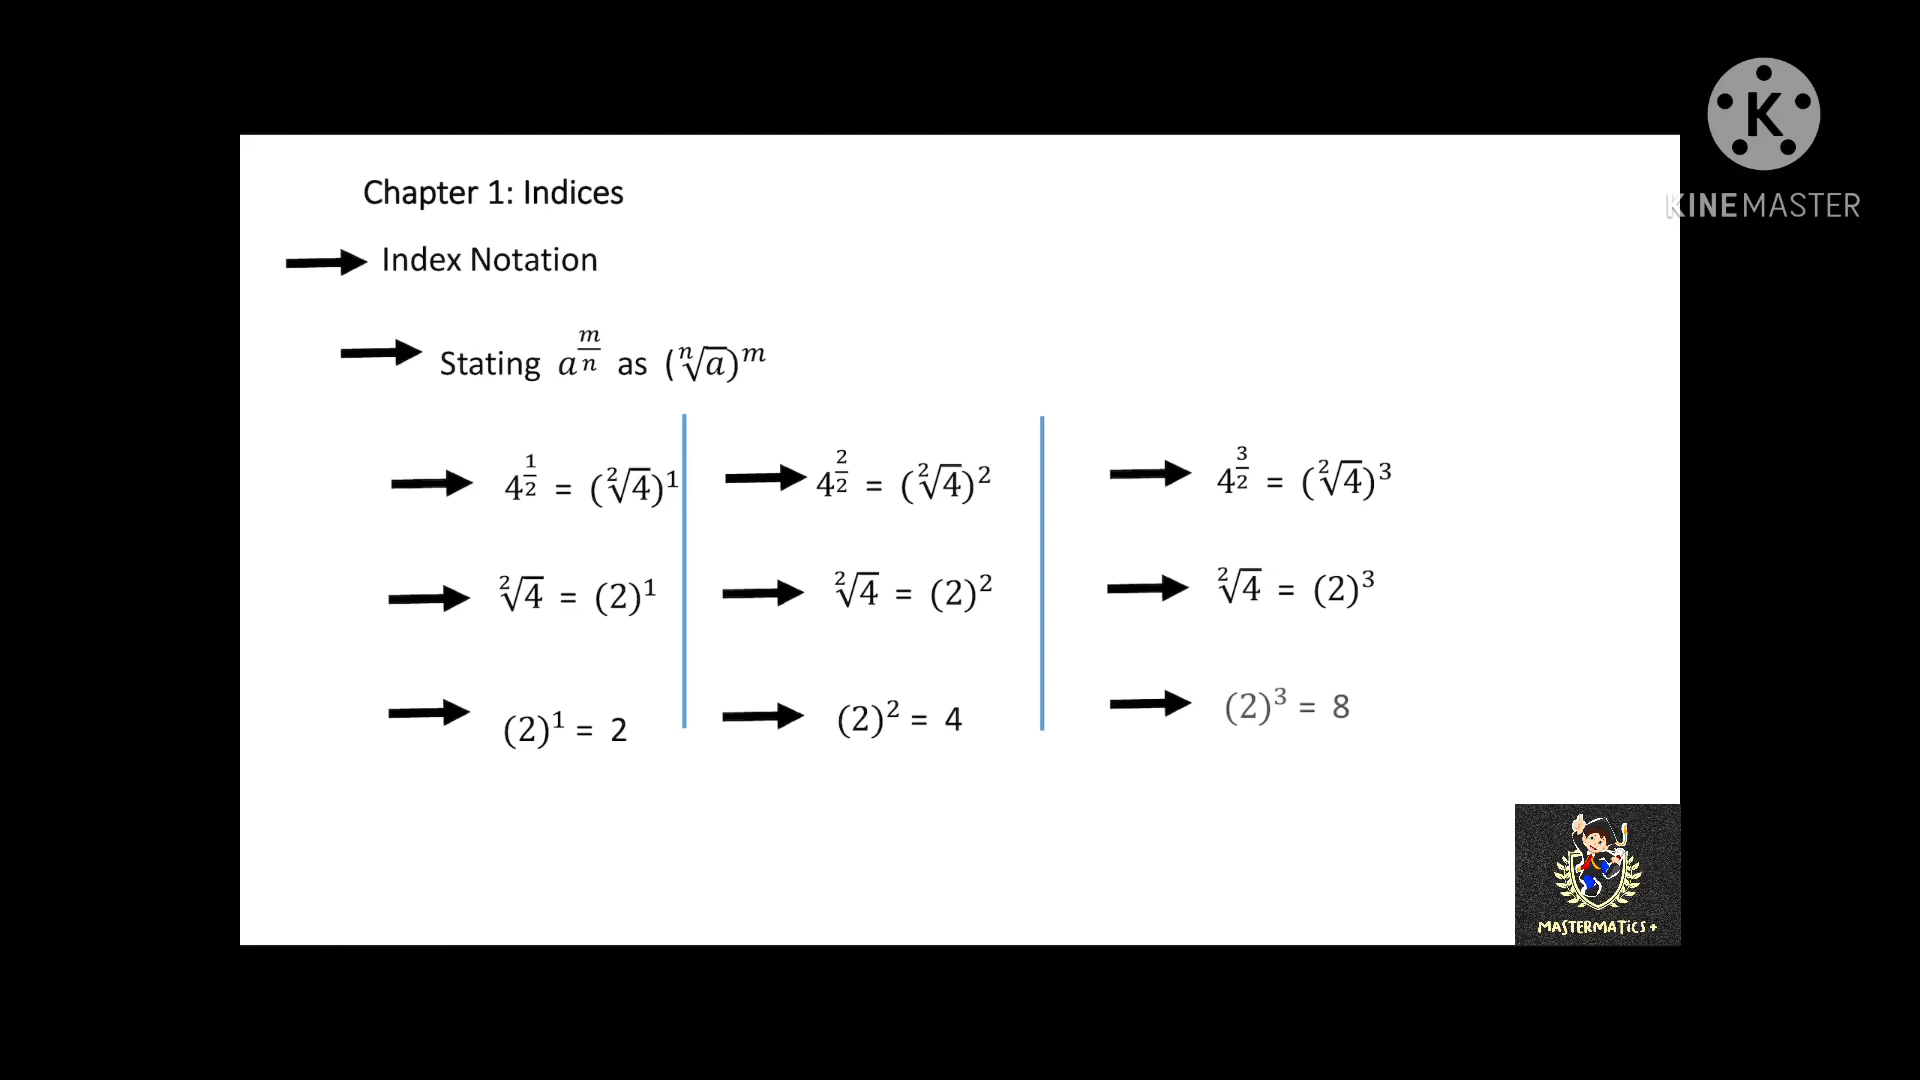 K
KINEMASTER
Chapter 1: Indices
Index Notation
Stating a^(m/n) as (ⁿ√a)^m
4^(1/2) = (²√4)¹
²√4 = (2)¹
(2)¹ = 2
4^(2/2) = (²√4)²
²√4 = (2)²
(2)² = 4
4^(3/2) = (²√4)³
²√4 = (2)³
(2)³ = 8
MASTERMATiCS +